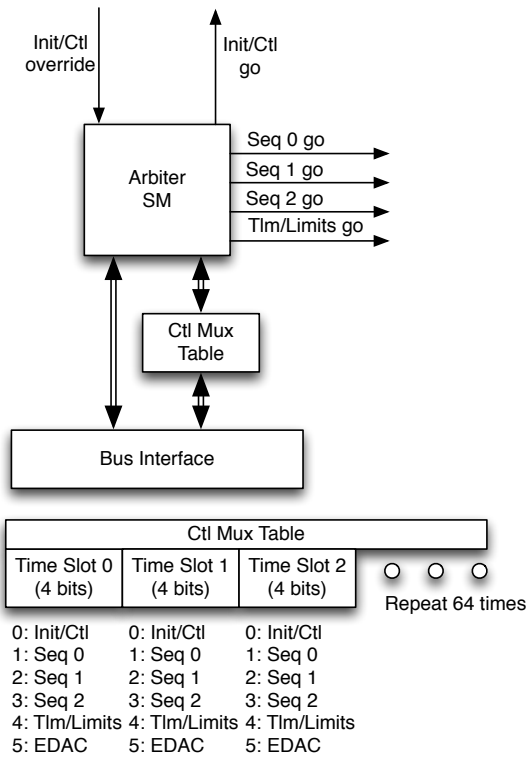 Init/Ctl
override
Init/Ctl
go
Arbiter
SM
Seq 0 go
Seq 1 go
Seq 2 go
Tlm/Limits go
Ctl Mux
Table
Bus Interface
Ctl Mux Table
Time Slot 0
(4 bits)
Time Slot 1
(4 bits)
Time Slot 2
(4 bits)
Repeat 64 times
0: Init/Ctl
1: Seq 0
2: Seq 1
3: Seq 2
4: Tlm/Limits
5: EDAC
0: Init/Ctl
1: Seq 0
2: Seq 1
3: Seq 2
4: Tlm/Limits
5: EDAC
0: Init/Ctl
1: Seq 0
2: Seq 1
3: Seq 2
4: Tlm/Limits
5: EDAC